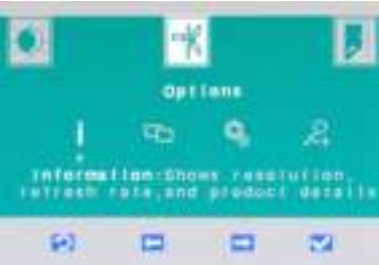 Options
Information:Shows resolution,
refresh rate,and product details